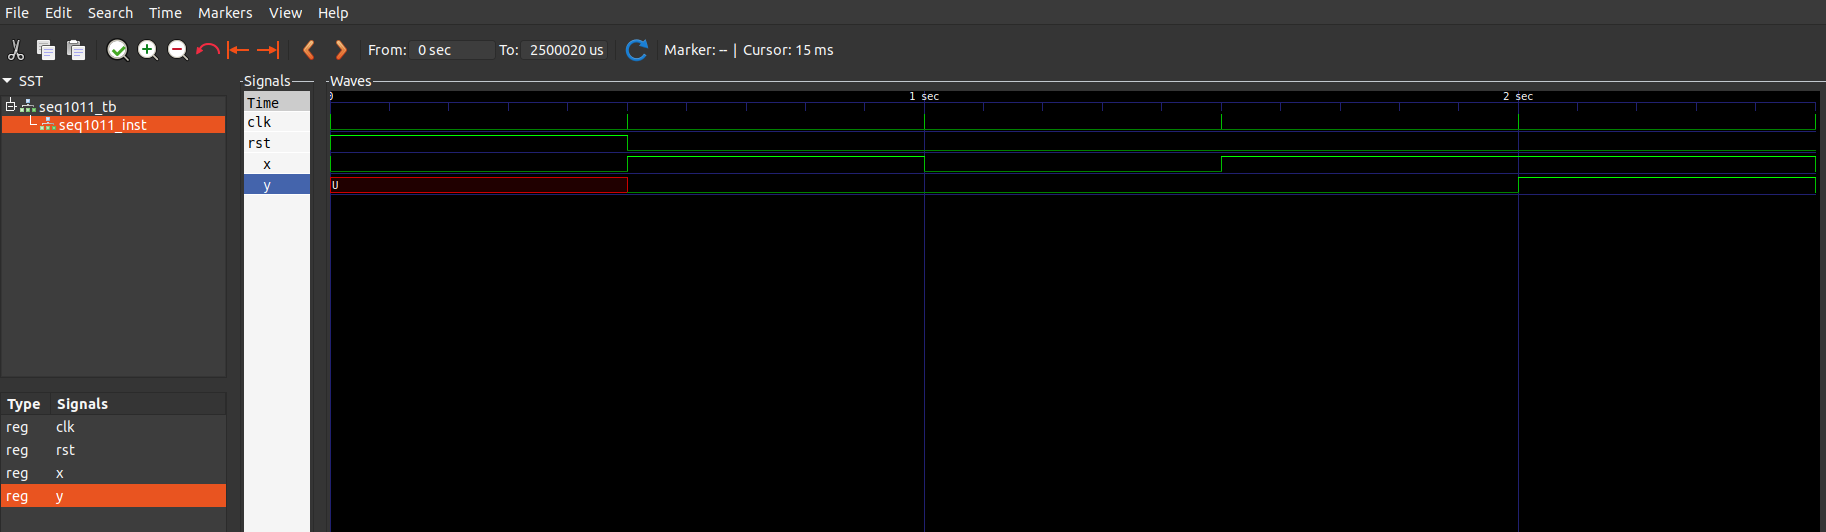 File Edit Search Time Markers View Help
From: 0 sec To: 2500020 us Marker: -- | Cursor: 15 ms
SST
seq1011_tb
seq1011_inst
Type Signals
reg clk
reg rst
reg x
reg y
Signals
Time
clk
rst
x
y
Waves
0 1 sec 2 sec
U